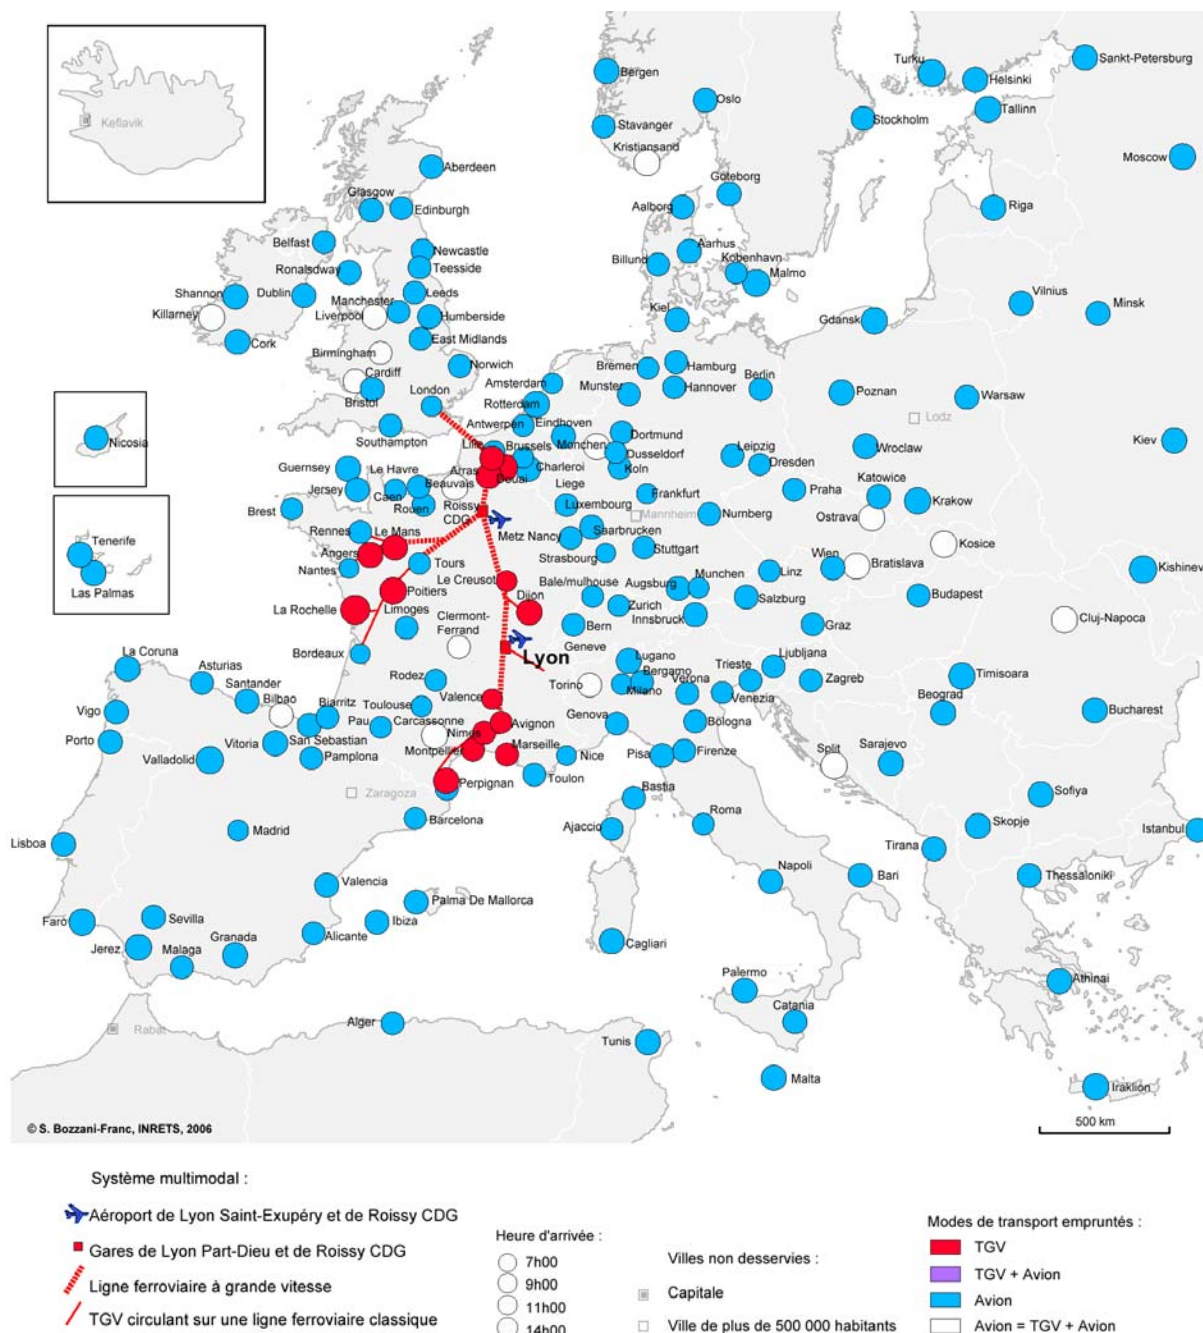 Keflavik
Bergen
Oslo
Stavanger
Kristiansand
Stockholm
Turku
Helsinki
Sankt-Petersburg
Tallinn
Moscow
Aberdeen
Glasgow
Edinburgh
Göteborg
Aalborg
Riga
Belfast
Newcastle
Teesside
Ronalsdway
Aarhus
Billund
Kobenhavn
Malmo
Shannon
Dublin
Leeds
Killarney
Manchester
Liverpool
Humberside
Kiel
Gdansk
Vilnius
Minsk
Cork
East Midlands
Birmingham
Norwich
Cardiff
Bristol
London
Bremen
Hamburg
Amsterdam
Munster
Hannover
Berlin
Poznan
Warsaw
Lodz
Rotterdam
Southampton
Antwerpen
Eindhoven
Dortmund
Nicosia
Lille
Brussels
Monchen
Dusseldorf
Leipzig
Wroclaw
Kiev
Guernsey
Le Havre
Arras
Douai
Charleroi
Koln
Dresden
Jersey
Caen
Beauvais
Liege
Frankfurt
Praha
Katowice
Krakow
Brest
Rouen
Roissy
CDG
Luxembourg
Mannheim
Nurnberg
Ostrava
Rennes
Le Mans
Metz Nancy
Saarbrucken
Kosice
Tenerife
Angers
Strasbourg
Stuttgart
Wien
Bratislava
Nantes
Tours
Le Creusot
Bale/mulhouse
Augsburg
Munchen
Linz
Kishinev
Las Palmas
Poitiers
Dijon
Zurich
Salzburg
Budapest
La Rochelle
Limoges
Clermont-
Ferrand
Bern
Innsbruck
Graz
Cluj-Napoca
Geneve
La Coruna
Bordeaux
Lyon
Lugano
Trieste
Ljubljana
Asturias
Rodez
Bergamo
Timisoara
Santander
Valence
Torino
Milano
Verona
Zagreb
Bilbao
Biarritz
Toulouse
Venezia
Beograd
Vigo
Pau
Carcassonne
Avignon
Genova
Bologna
Bucharest
Porto
Vitoria
San Sebastian
Nimes
Montpellier
Marseille
Valladolid
Pamplona
Nice
Pisa
Firenze
Split
Sarajevo
Perpignan
Toulon
Zaragoza
Bastia
Sofiya
Barcelona
Roma
Madrid
Ajaccio
Skopje
Istanbul
Lisboa
Tirana
Napoli
Bari
Thessaloniki
Valencia
Palma De Mallorca
Faro
Sevilla
Ibiza
Alicante
Jerez
Malaga
Granada
Cagliari
Palermo
Athinai
Catania
Rabat
Alger
Tunis
Malta
Iraklion
© S. Bozzani-Franc, INRETS, 2006
500 km
Système multimodal :
Aéroport de Lyon Saint-Exupéry et de Roissy CDG
Gares de Lyon Part-Dieu et de Roissy CDG
Ligne ferroviaire à grande vitesse
TGV circulant sur une ligne ferroviaire classique
Heure d'arrivée :
7h00
9h00
11h00
14h00
Villes non desservies :
Capitale
Ville de plus de 500 000 habitants
Modes de transport empruntés :
TGV
TGV + Avion
Avion
Avion = TGV + Avion